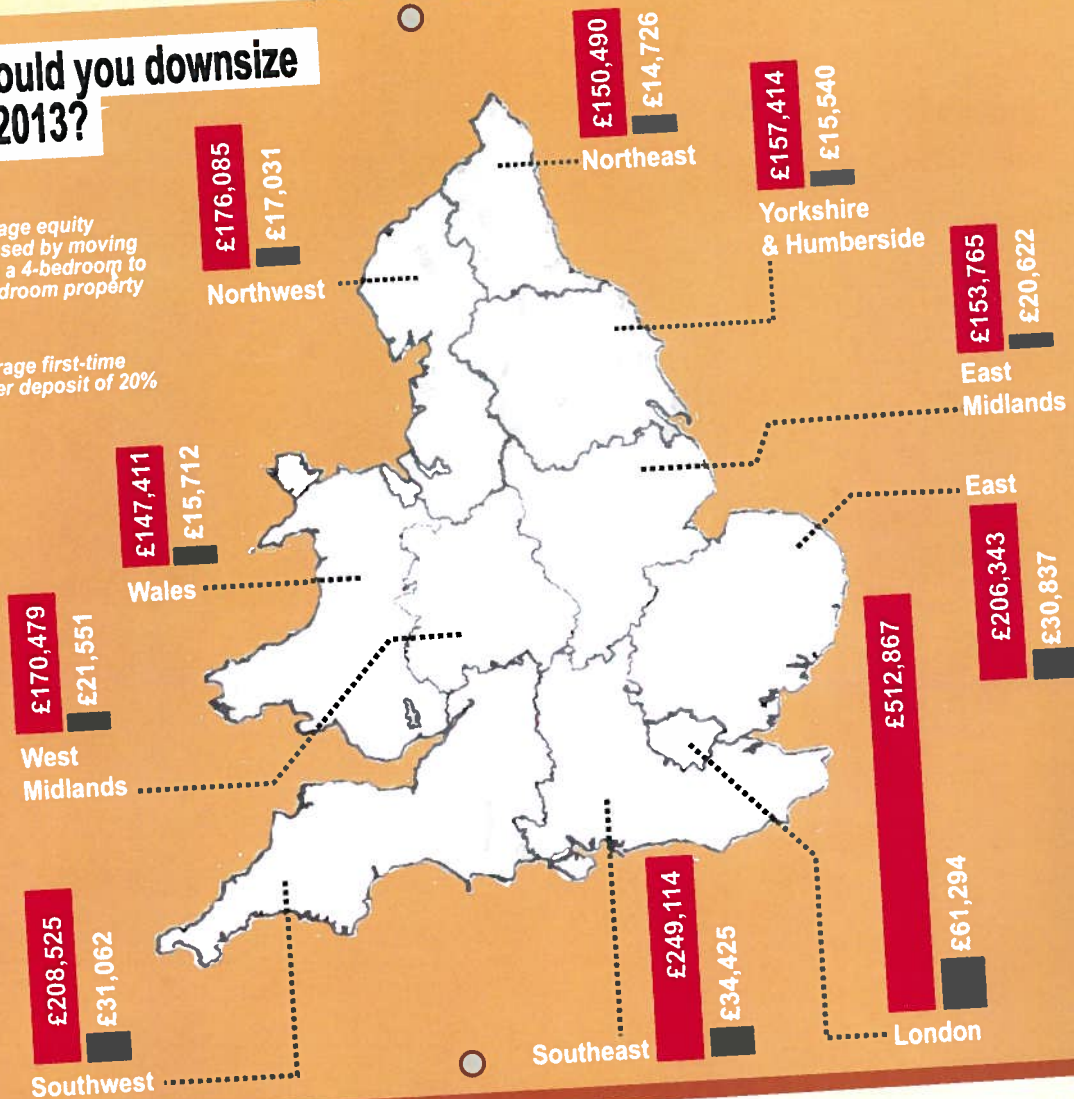 ould you downsize
2013?
age equity
sed by moving
a 4-bedroom to
droom property
rage first-time
er deposit of 20%
£176,085
£17,031
Northwest
£150,490
£14,726
Northeast
£157,414
£15,540
Yorkshire
& Humberside
£153,765
£20,622
East
Midlands
East
£206,343
£30,837
£147,411
£15,712
Wales
£170,479
£21,551
West
Midlands
£512,867
£61,294
London
£249,114
£34,425
Southeast
£208,525
£31,062
Southwest